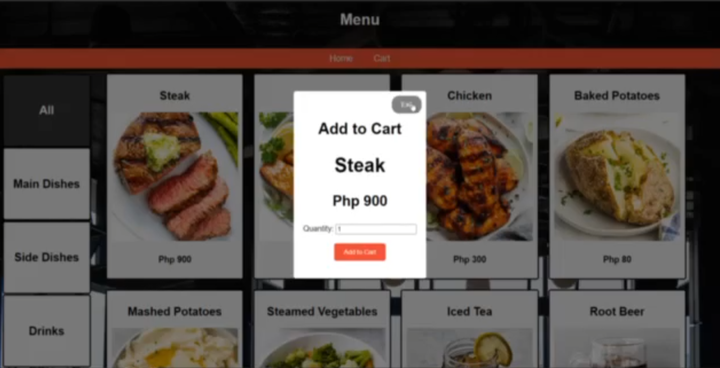 Menu
Home Cart
All
Main Dishes
Side Dishes
Drinks
Steak
Chicken
Baked Potatoes
Php 900
Php 300
Php 80
Add to Cart
Steak
Php 900
Quantity: 1
Add to Cart
Mashed Potatoes
Steamed Vegetables
Iced Tea
Root Beer